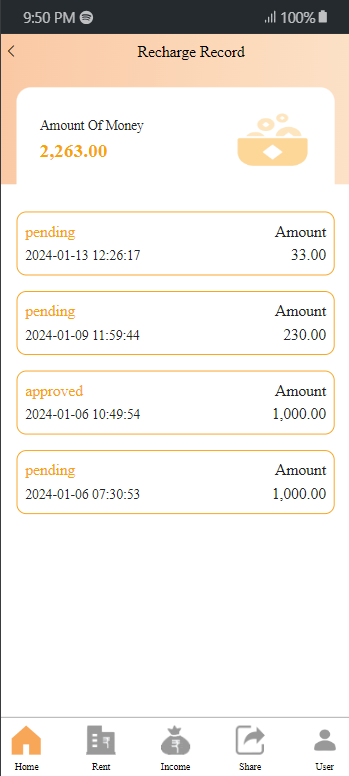 9:50 PM 100%
Recharge Record
Amount Of Money
2,263.00
pending Amount
2024-01-13 12:26:17 33.00
pending Amount
2024-01-09 11:59:44 230.00
approved Amount
2024-01-06 10:49:54 1,000.00
pending Amount
2024-01-06 07:30:53 1,000.00
Home Rent Income Share User